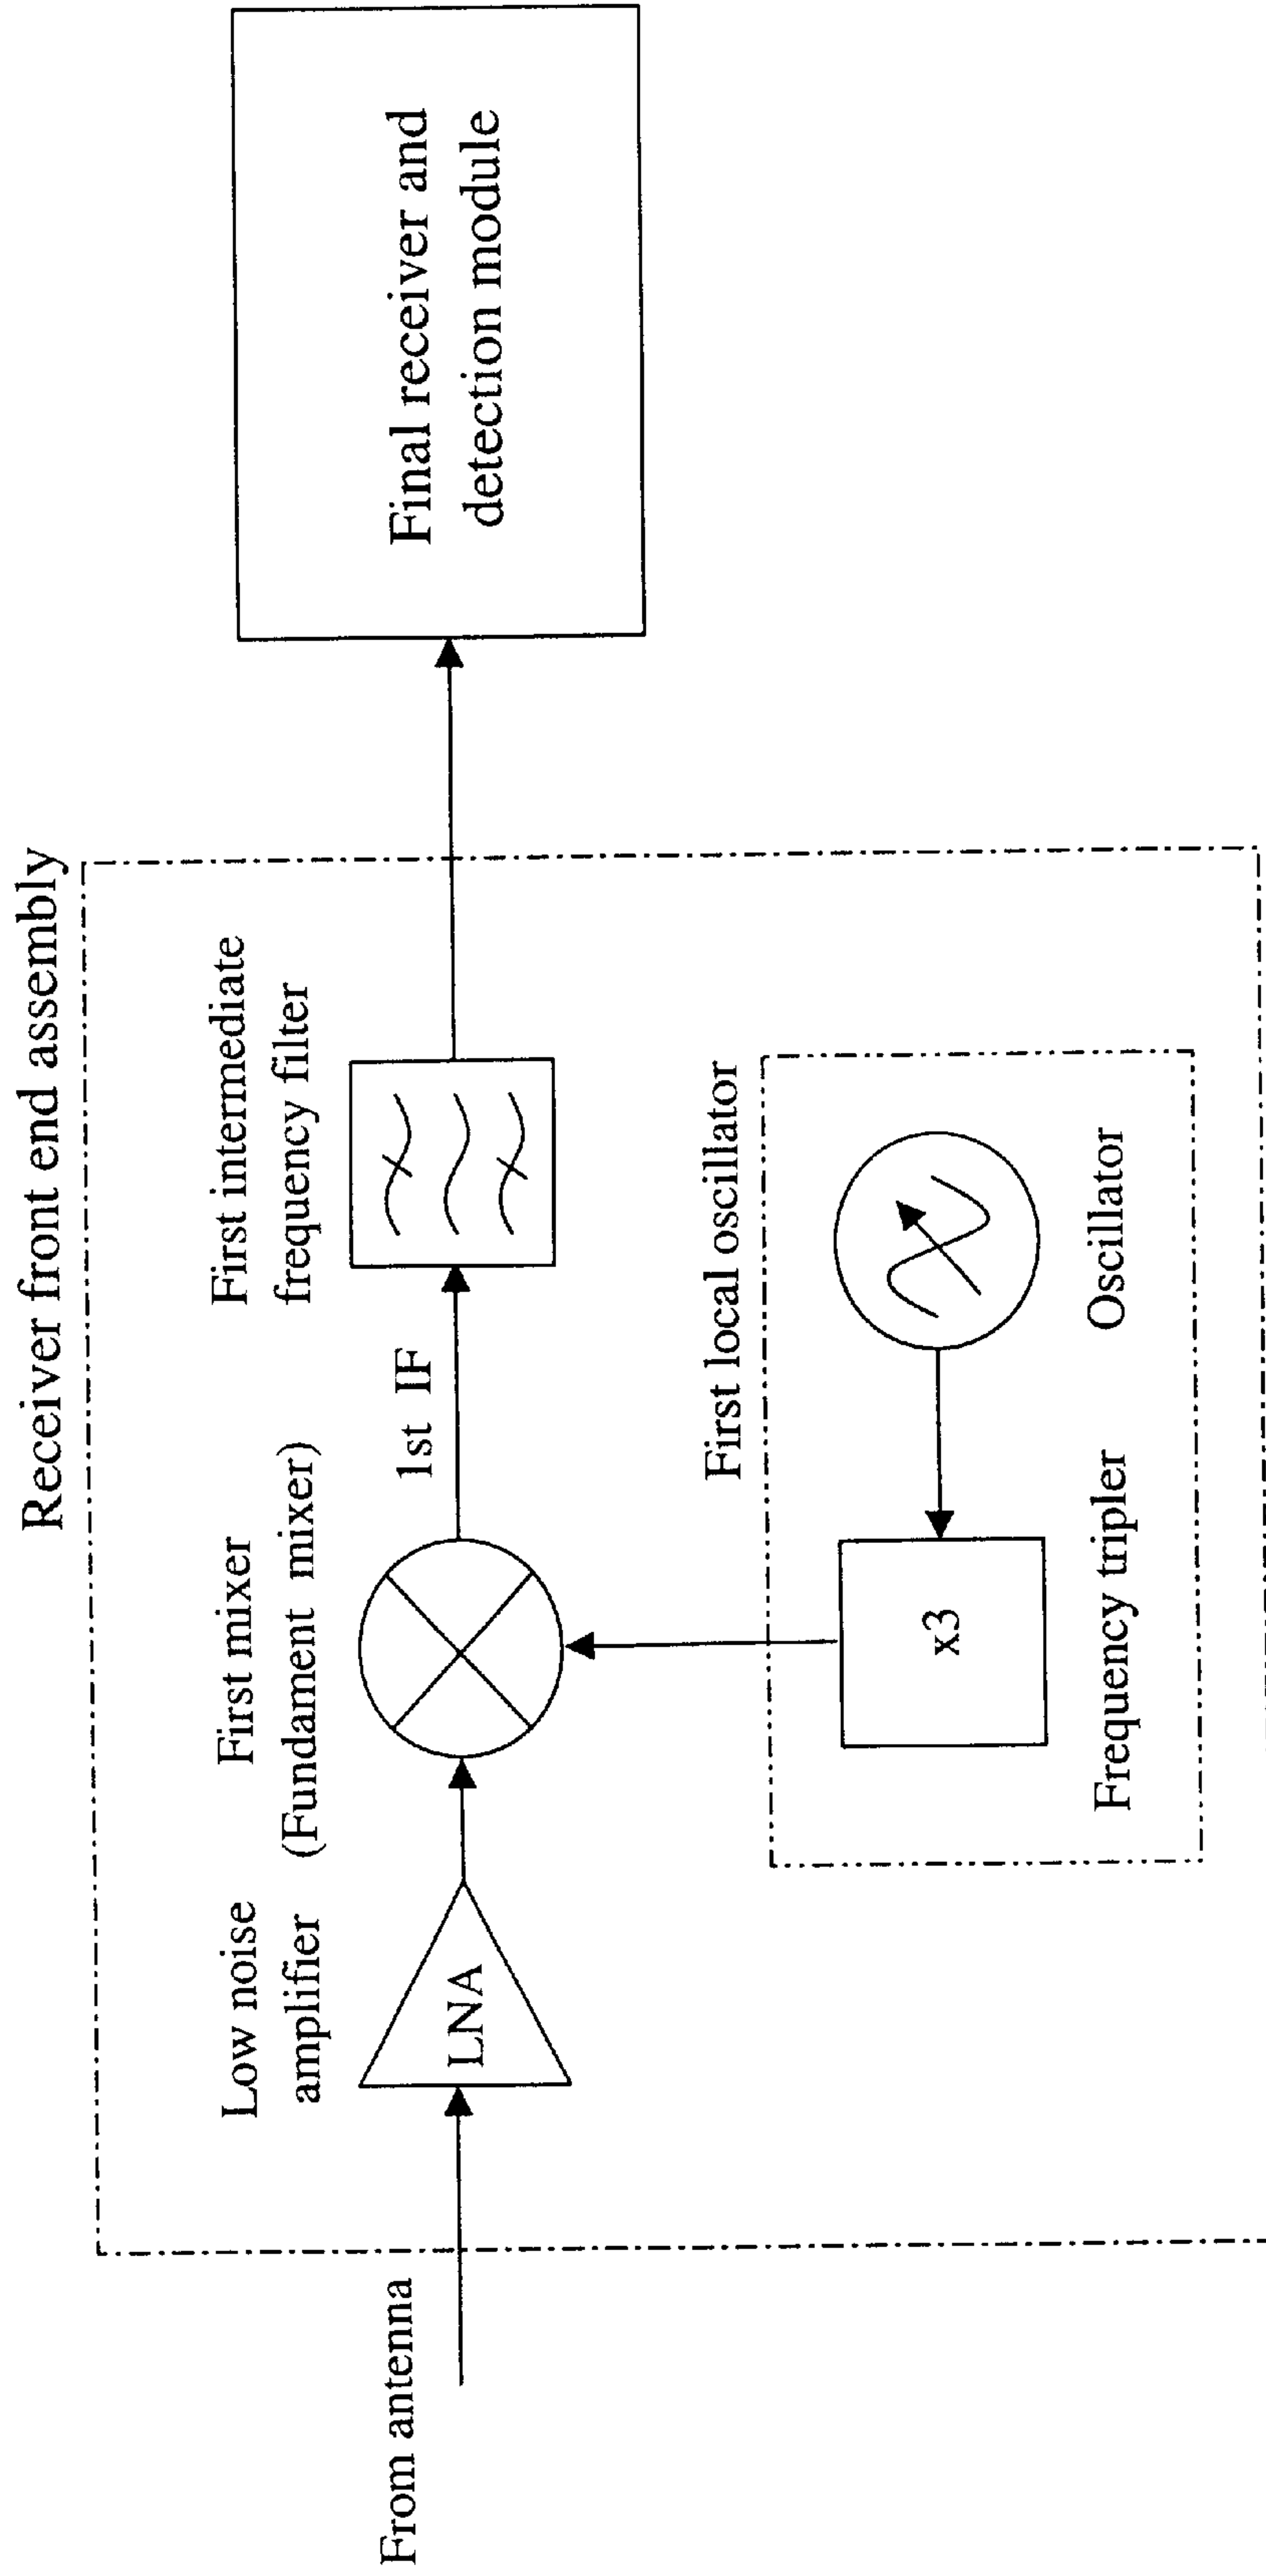 Receiver front end assembly
Low noise
amplifier
First mixer
(Fundament mixer)
First intermediate
frequency filter
From antenna
LNA
1st IF
Final receiver and
detection module
First local oscillator
x3
Frequency tripler
Oscillator